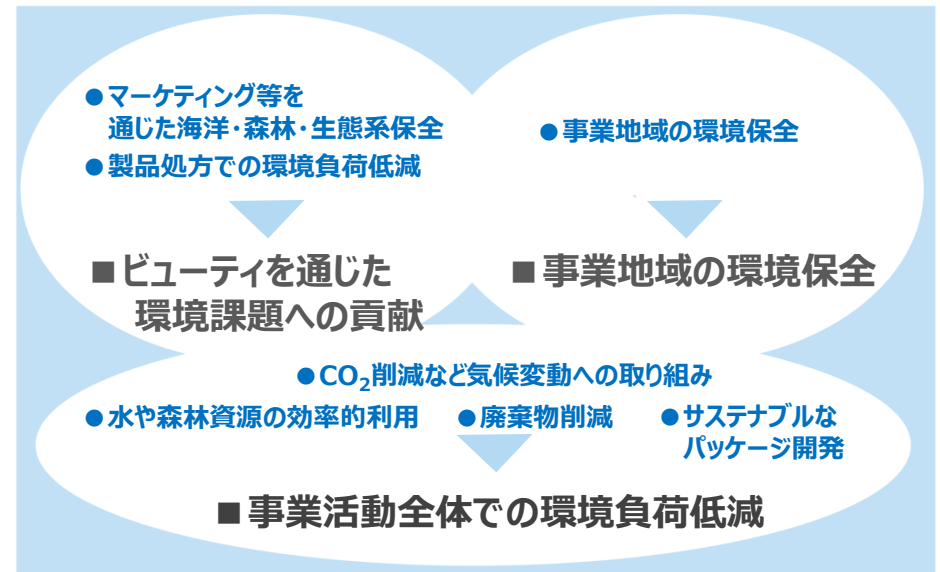 ●マーケティング等を
通じた海洋・森林・生態系保全
●製品処方での環境負荷低減
■ビューティを通じた
環境課題への貢献
●事業地域の環境保全
■事業地域の環境保全
●CO₂削減など気候変動への取り組み
●水や森林資源の効率的利用
●廃棄物削減
●サステナブルな
パッケージ開発
■事業活動全体での環境負荷低減